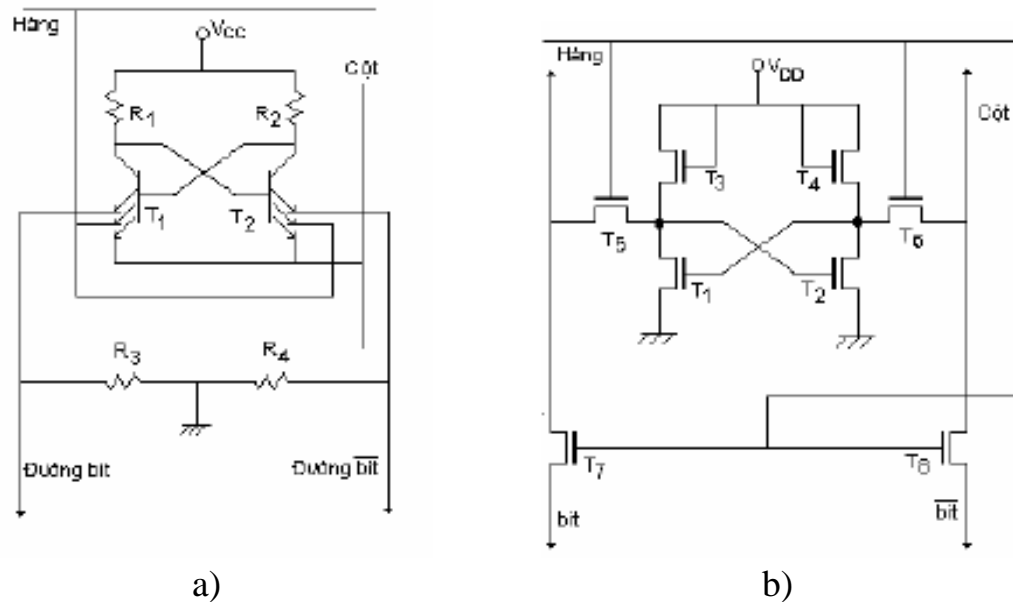 Hàng
VCC
Cột
R1
R2
T1
T2
R3
R4
Đường bit
Đường bit
a)
Hàng
VDD
Cột
T3
T4
T5
T6
T1
T2
T7
T8
bit
bit
b)